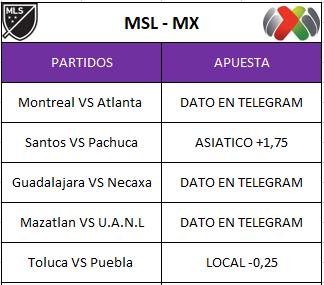 MLS
MSL - MX
PARTIDOS APUESTA
Montreal VS Atlanta DATO EN TELEGRAM
Santos VS Pachuca ASIATICO +1,75
Guadalajara VS Necaxa DATO EN TELEGRAM
Mazatlan VS U.A.N.L DATO EN TELEGRAM
Toluca VS Puebla LOCAL -0,25